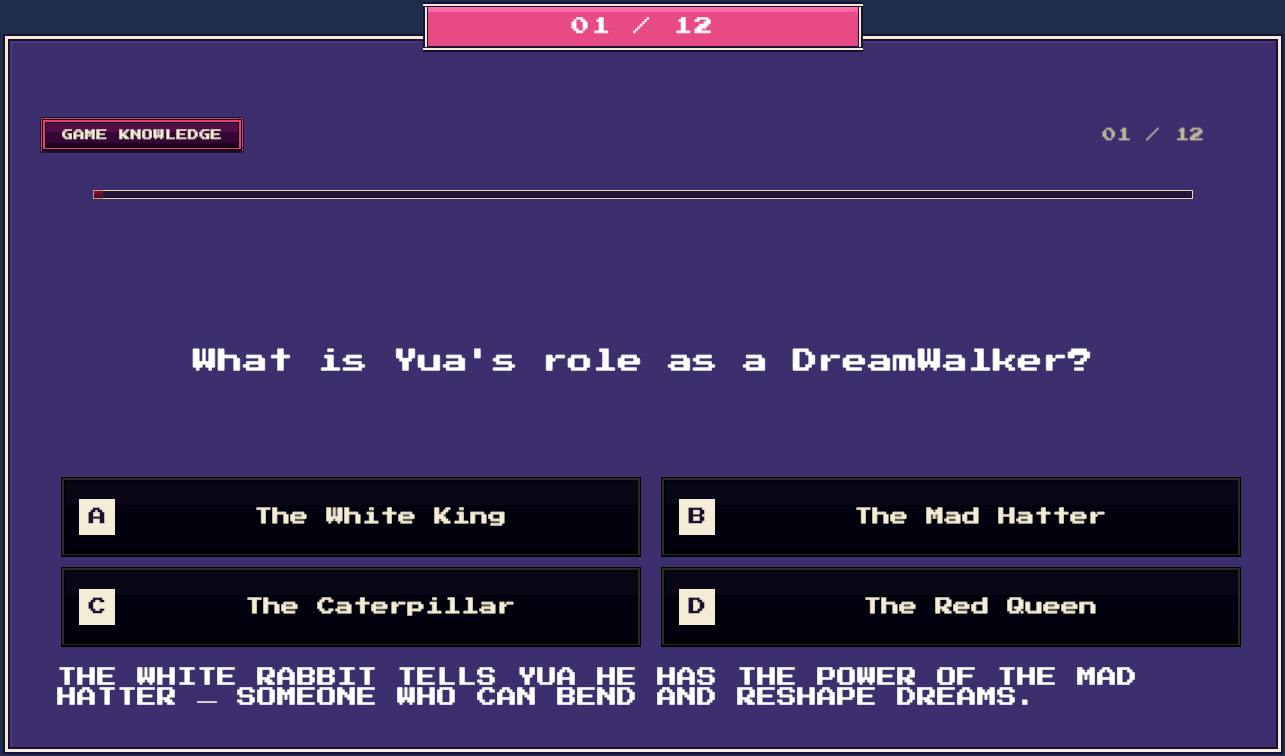 01 / 12
GAME KNOWLEDGE
01 / 12
What is Yua's role as a DreamWalker?
A The White King
B The Mad Hatter
C The Caterpillar
D The Red Queen
THE WHITE RABBIT TELLS YUA HE HAS THE POWER OF THE MAD
HATTER — SOMEONE WHO CAN BEND AND RESHAPE DREAMS.